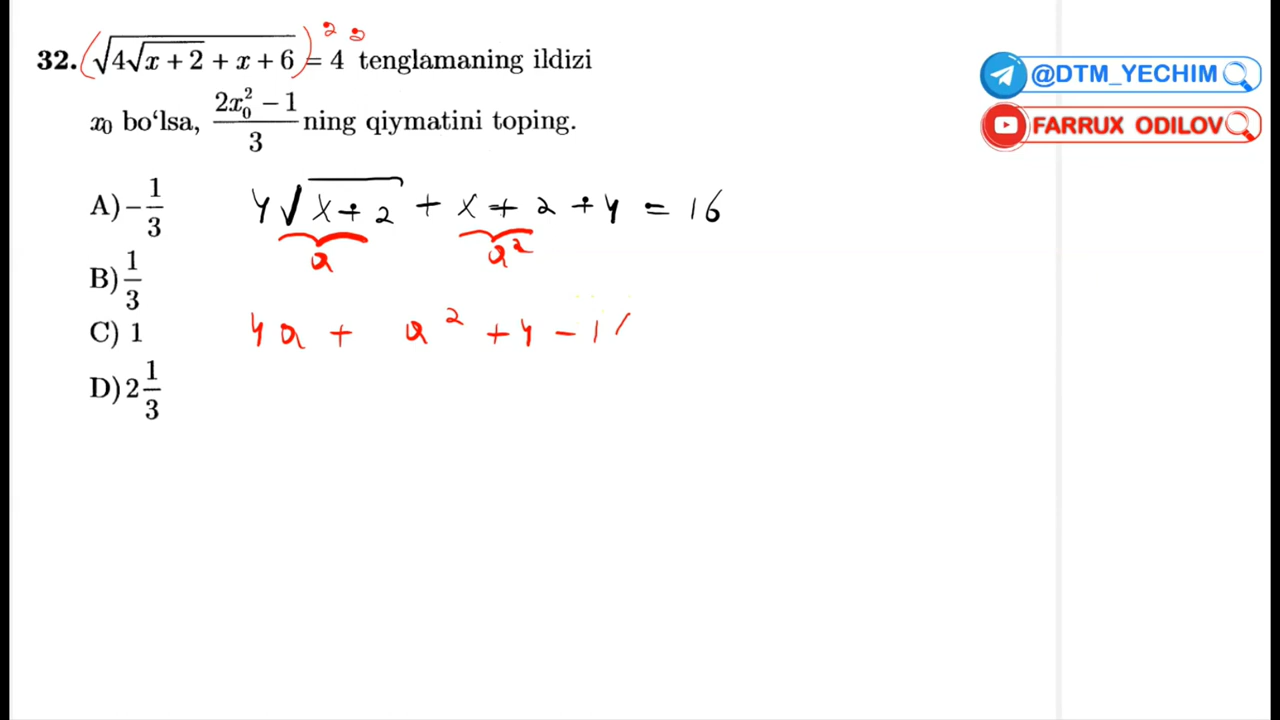 32. (√(4√(x + 2) + x + 6))² = 4² tenglamaning ildizi
x₀ bo‘lsa, (2x₀² − 1)/3 ning qiymatini toping.
A) −1/3
B) 1/3
C) 1
D) 2 1/3
4√(x + 2) + x + 2 + 4 = 16
a a²
4a + a² + 4 − 1
@DTM_YECHIM
FARRUX ODILOV